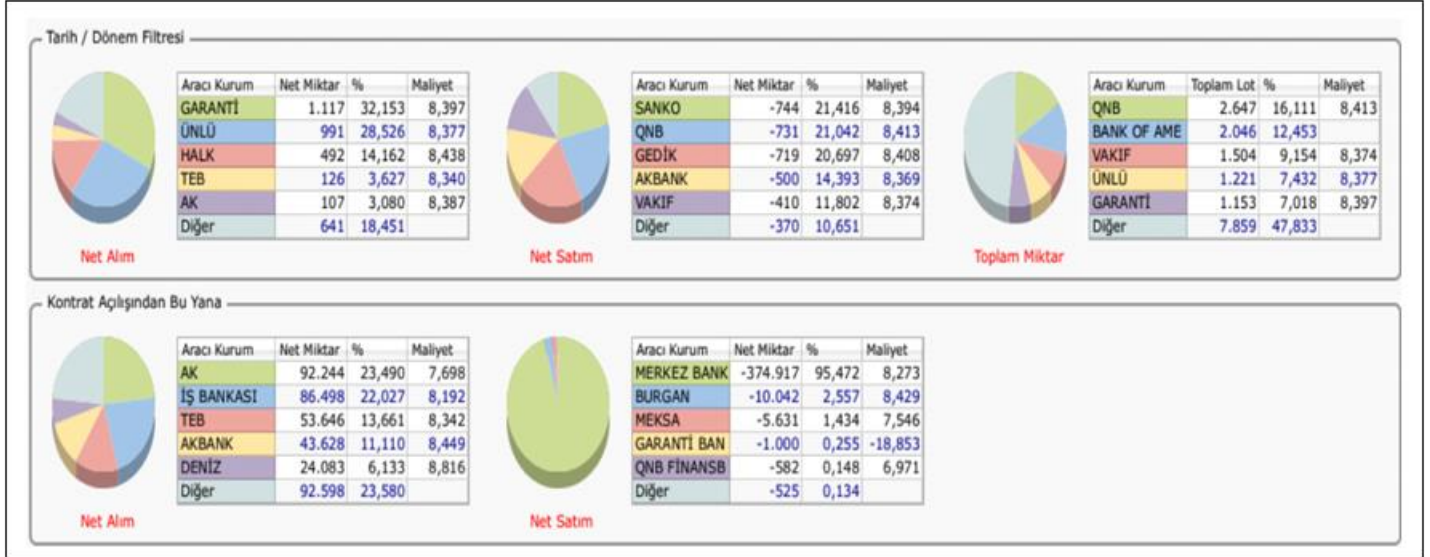 Tarih / Dönem Filtresi
Aracı Kurum Net Miktar % Maliyet
GARANTİ 1.117 32,153 8,397
ÜNLÜ 991 28,526 8,377
HALK 492 14,162 8,438
TEB 126 3,627 8,340
AK 107 3,080 8,387
Diğer 641 18,451
Net Alım
Aracı Kurum Net Miktar % Maliyet
SANKO -744 21,416 8,394
QNB -731 21,042 8,413
GEDİK -719 20,697 8,408
AKBANK -500 14,393 8,369
VAKIF -410 11,802 8,374
Diğer -370 10,651
Net Satım
Aracı Kurum Toplam Lot % Maliyet
QNB 2.647 16,111 8,413
BANK OF AME 2.046 12,453
VAKIF 1.504 9,154 8,374
ÜNLÜ 1.221 7,432 8,377
GARANTİ 1.153 7,018 8,397
Diğer 7.859 47,833
Toplam Miktar
Kontrat Açılışından Bu Yana
Aracı Kurum Net Miktar % Maliyet
AK 92.244 23,490 7,698
İŞ BANKASI 86.498 22,027 8,192
TEB 53.646 13,661 8,342
AKBANK 43.628 11,110 8,449
DENİZ 24.083 6,133 8,816
Diğer 92.598 23,580
Net Alım
Aracı Kurum Net Miktar % Maliyet
MERKEZ BANK -374.917 95,472 8,273
BURGAN -10.042 2,557 8,429
MEKSA -5.631 1,434 7,546
GARANTİ BAN -1.000 0,255 -18,853
QNB FİNANSB -582 0,148 6,971
Diğer -525 0,134
Net Satım